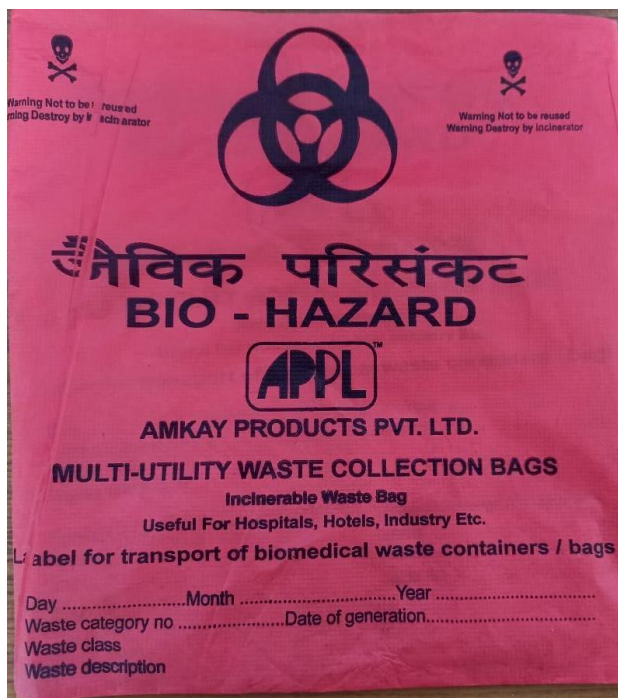 Warning Not to be reused
rning Destroy by incinarator
Warning Not to be reused
Warning Destroy by incinerator
जैविक परिसंकट
BIO - HAZARD
APPL™
AMKAY PRODUCTS PVT. LTD.
MULTI-UTILITY WASTE COLLECTION BAGS
Incinerable Waste Bag
Useful For Hospitals, Hotels, Industry Etc.
Label for transport of biomedical waste containers / bags
Day .....................Month ...........................Year ...........................
Waste category no ......................Date of generation.............................
Waste class
Waste description